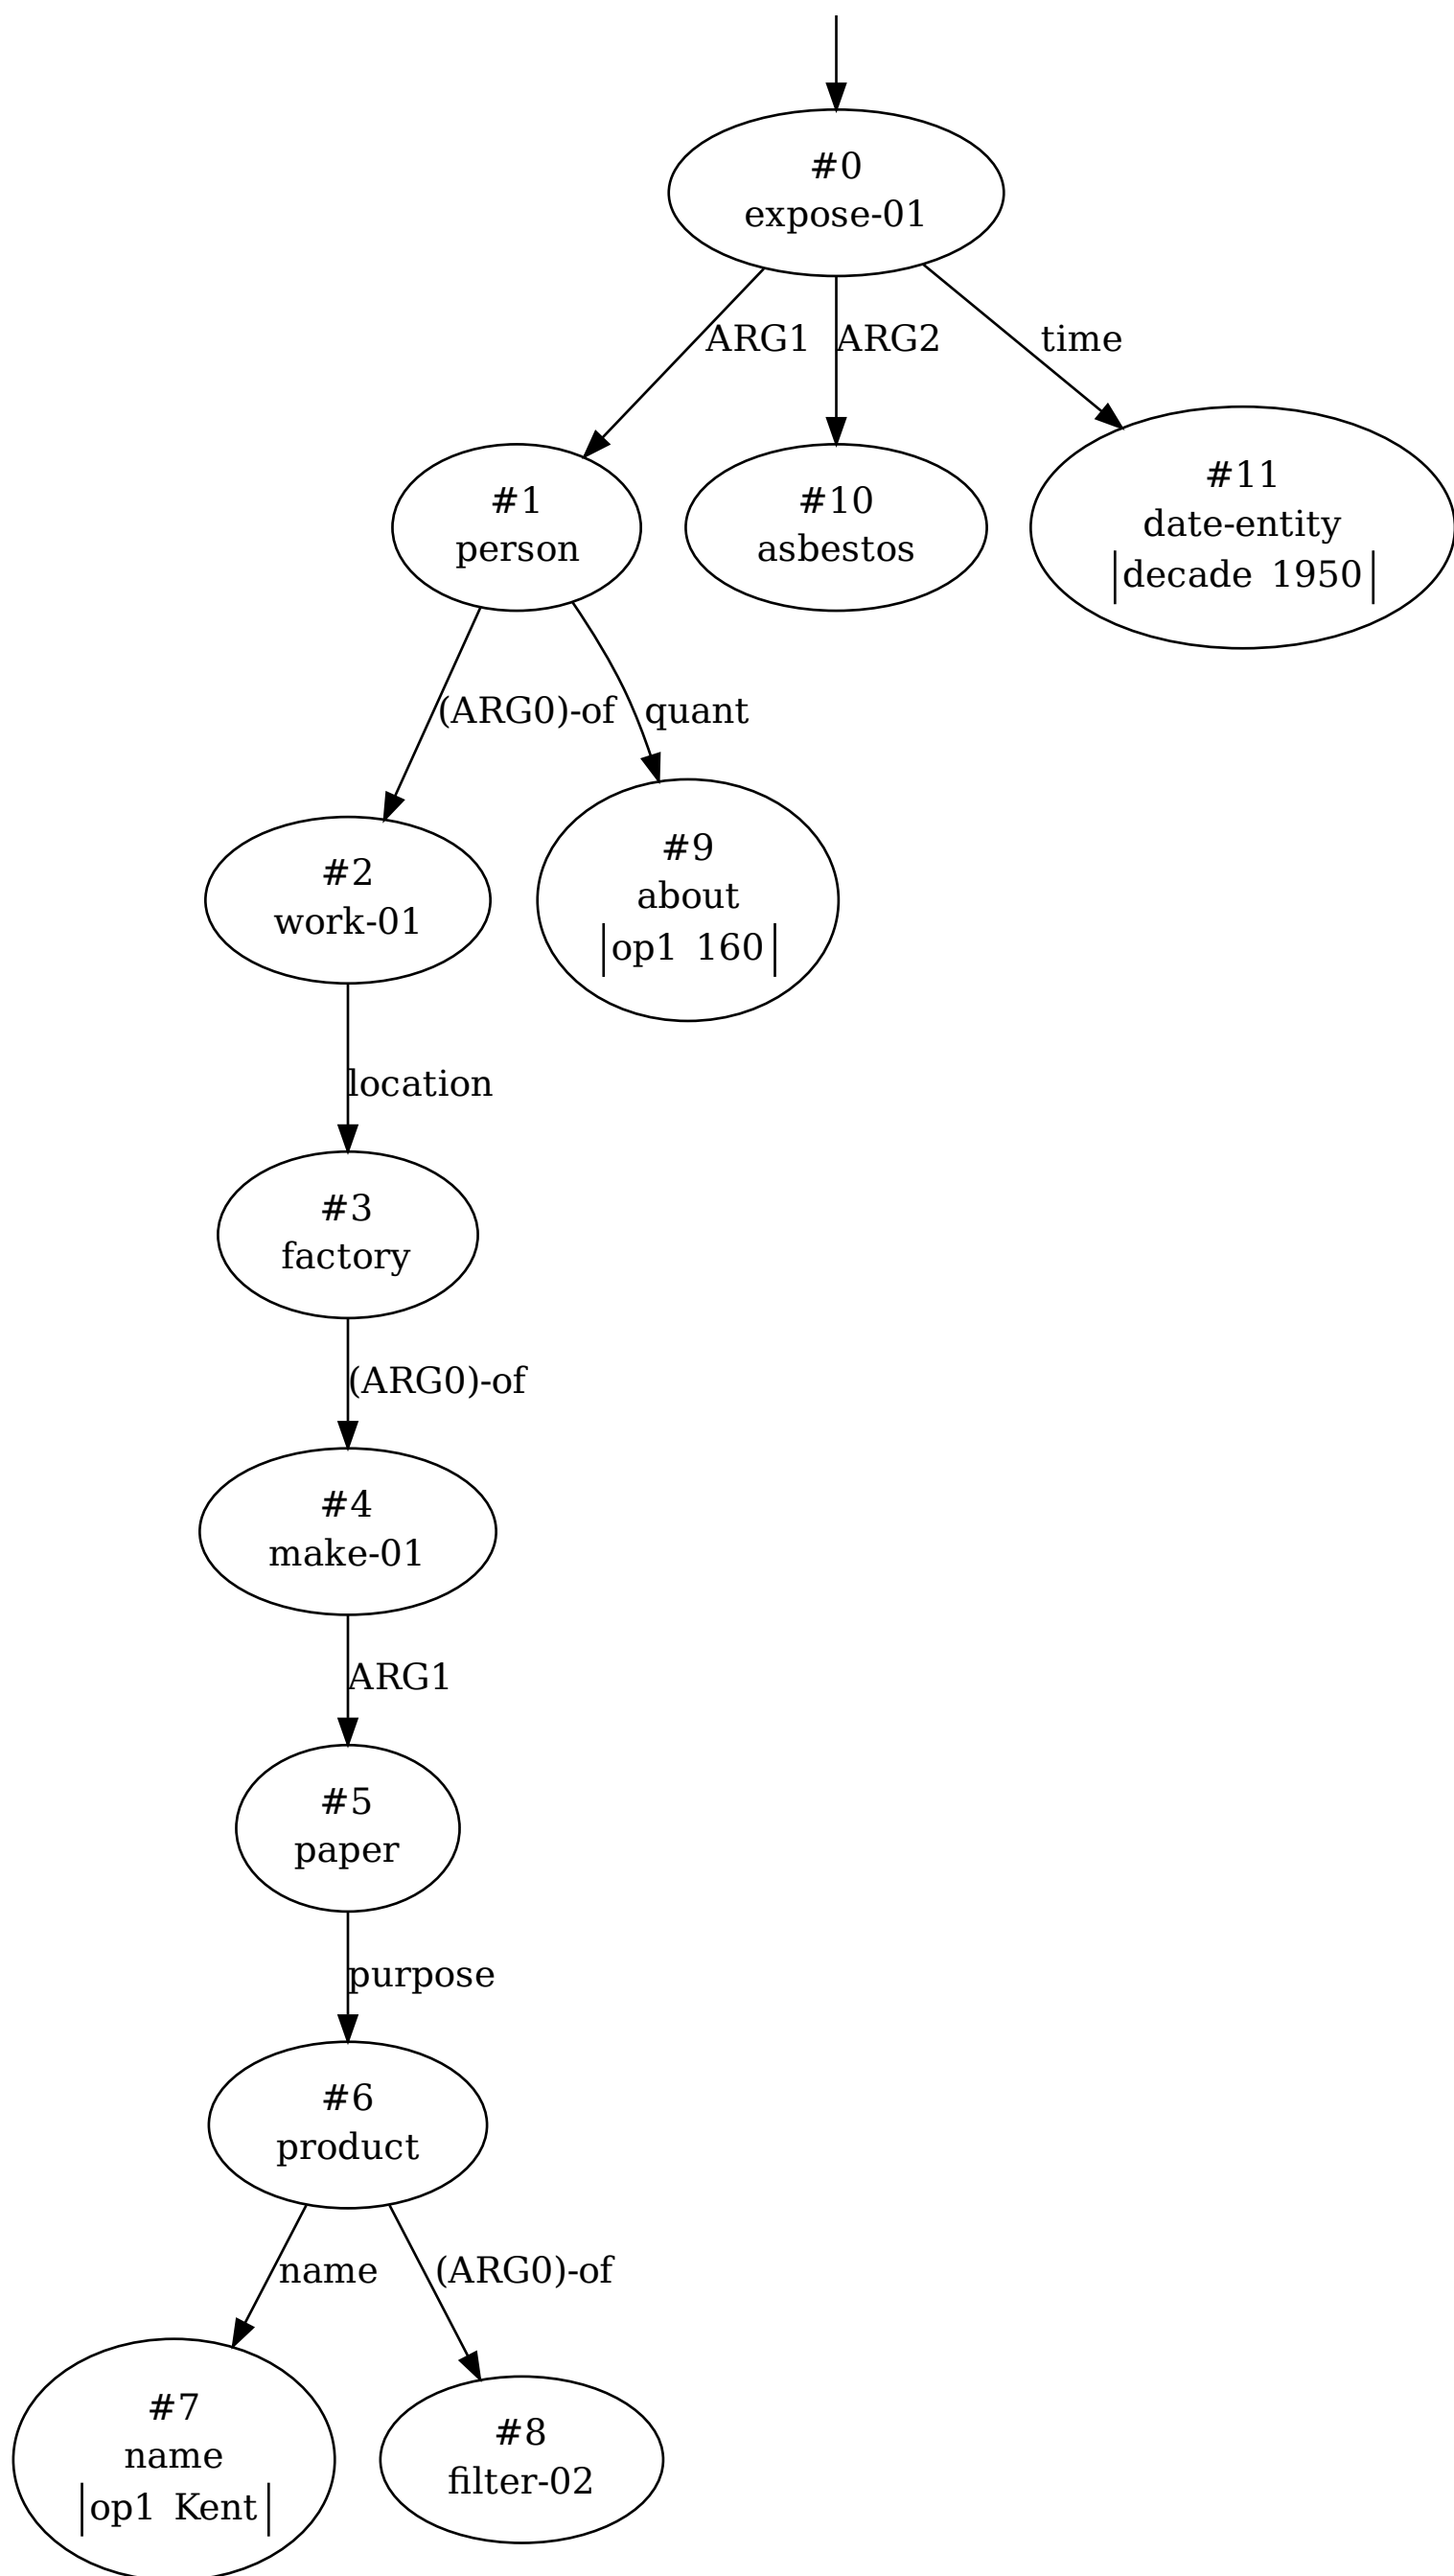 #0
expose-01
ARG1
ARG2
time
#1
person
#10
asbestos
#11
date-entity
decade 1950
(ARG0)-of
quant
#2
work-01
#9
about
op1 160
location
#3
factory
(ARG0)-of
#4
make-01
ARG1
#5
paper
purpose
#6
product
name
(ARG0)-of
#7
name
op1 Kent
#8
filter-02